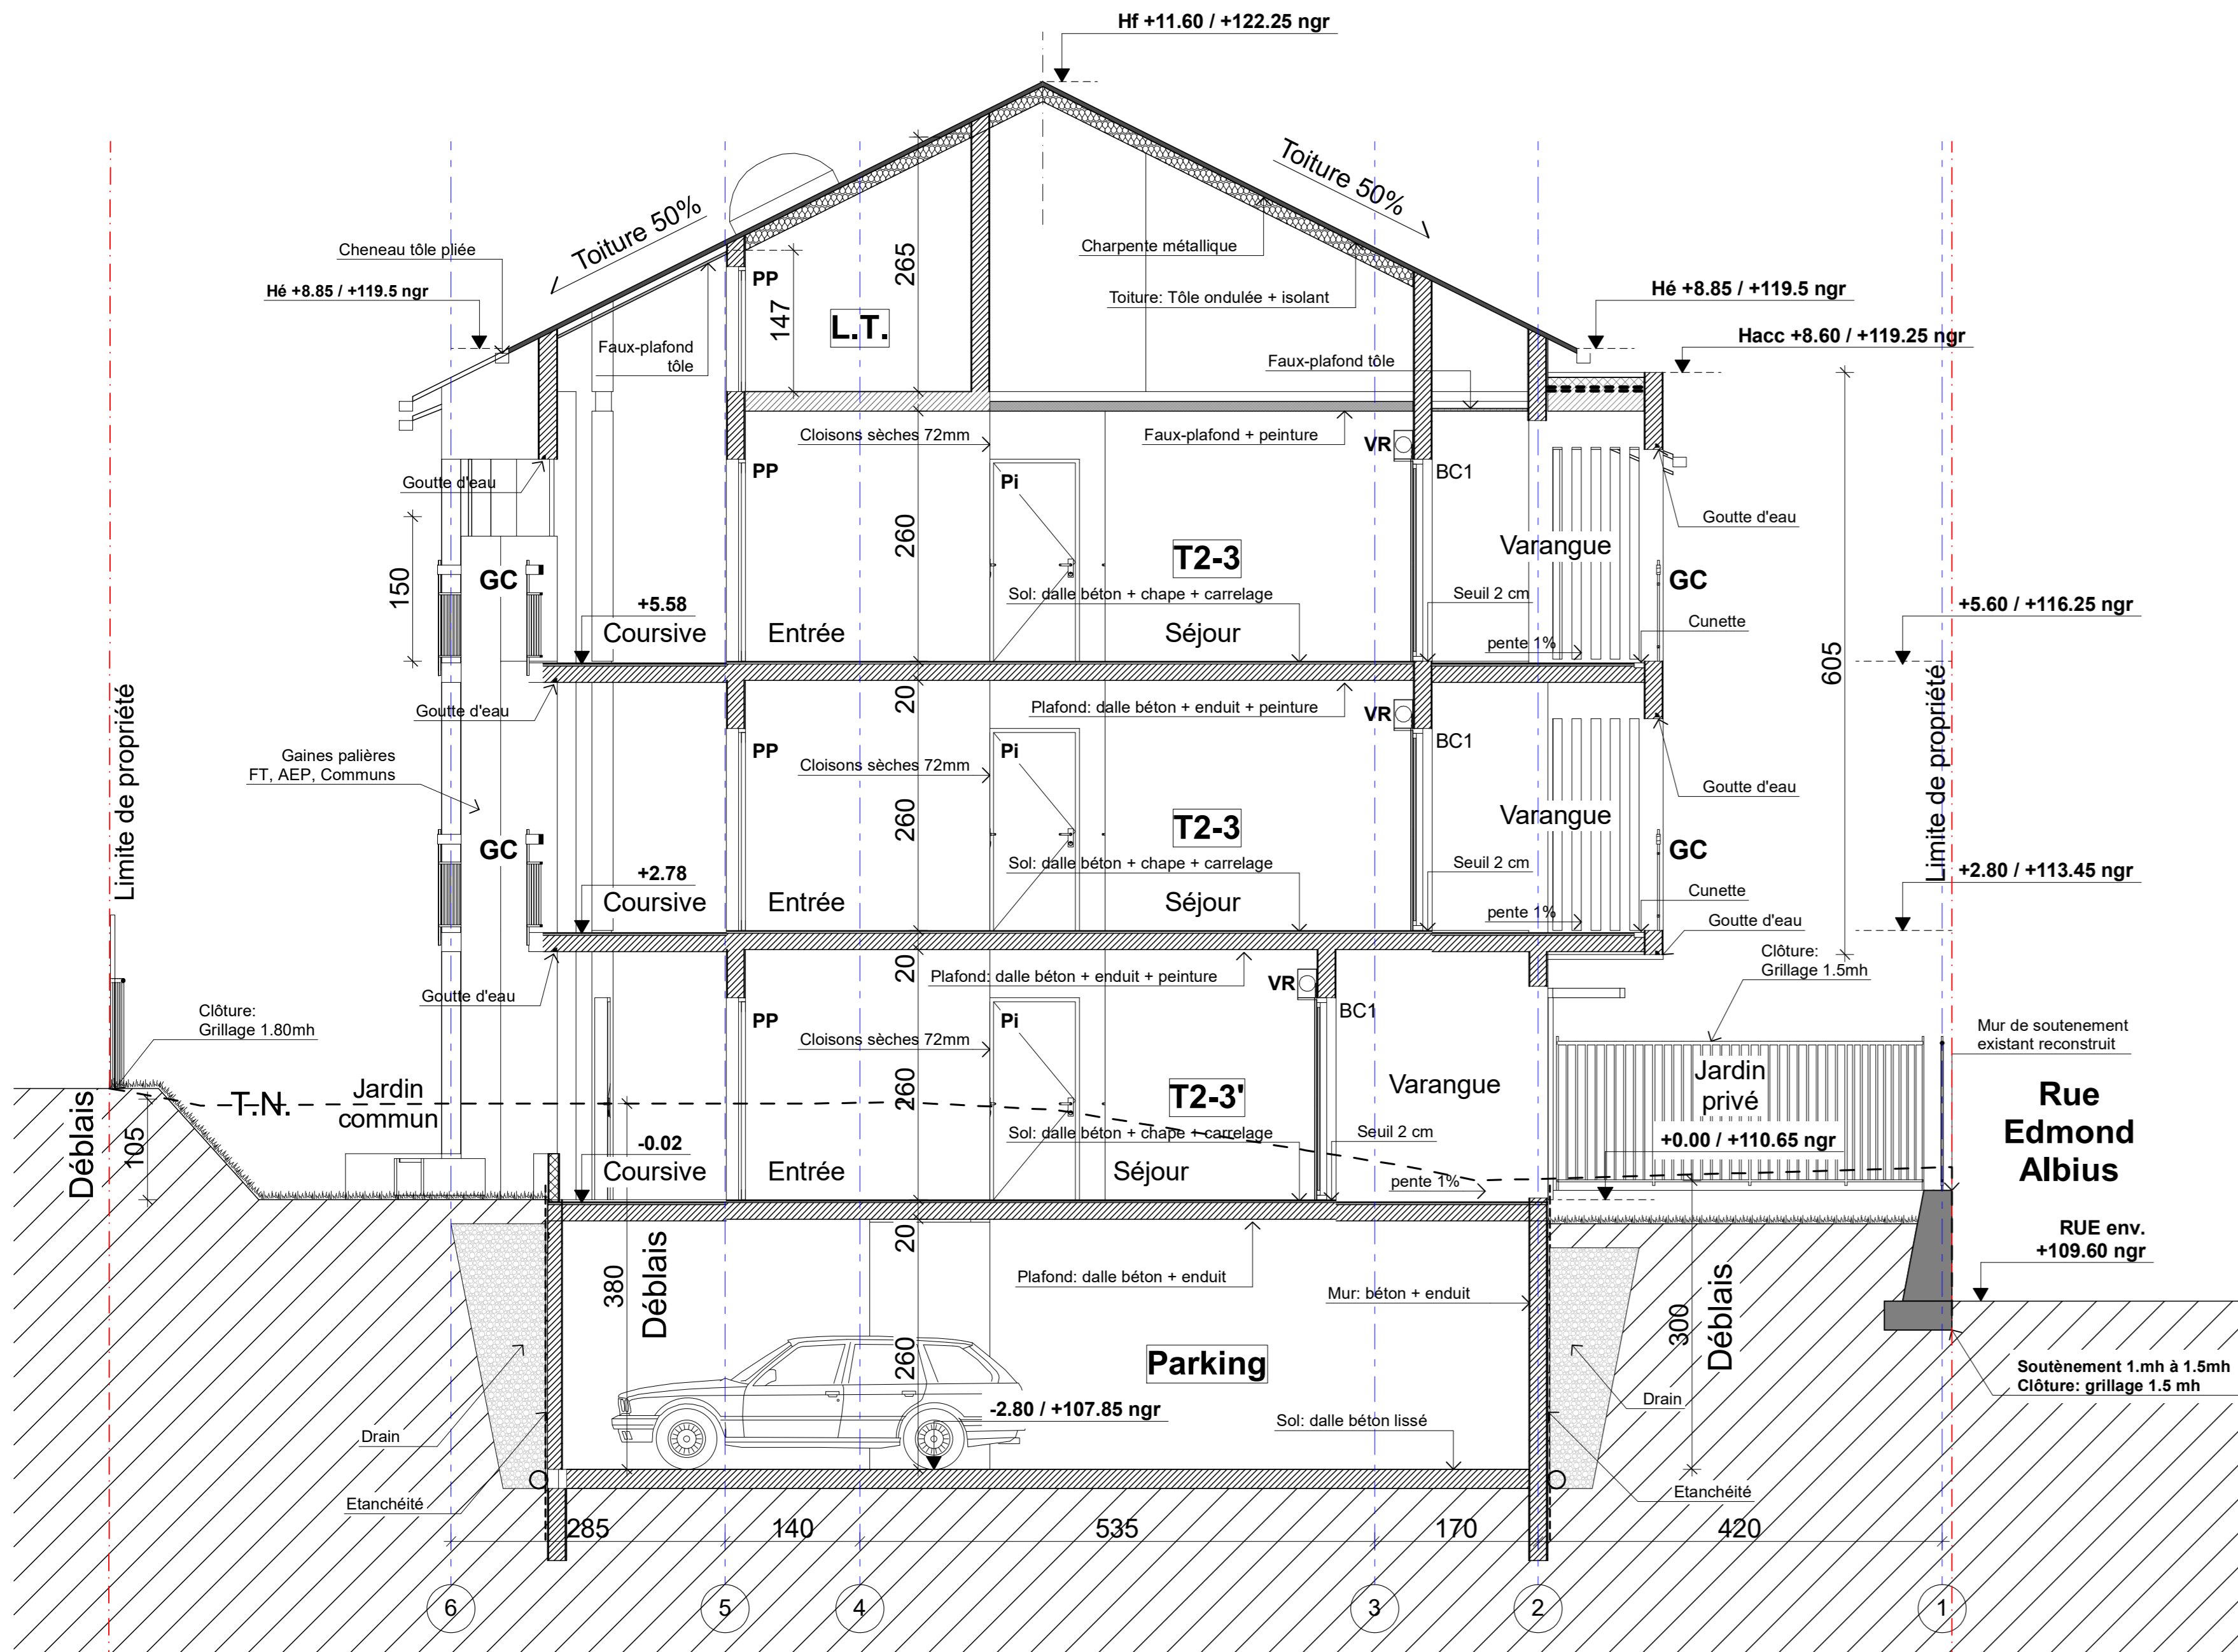 Hf +11.60 / +122.25 ngr
Toiture 50%
Toiture 50%
Cheneau tôle pliée
Charpente métallique
Hé +8.85 / +119.5 ngr
Toiture: Tôle ondulée + isolant
Hé +8.85 / +119.5 ngr
Hacc +8.60 / +119.25 ngr
PP
147
265
L.T.
Faux-plafond
tôle
Faux-plafond tôle
Cloisons sèches 72mm
Faux-plafond + peinture
VR
PP
Pi
BC1
Goutte d'eau
Goutte d'eau
260
T2-3
Varangue
150
GC
GC
+5.58
Sol: dalle béton + chape + carrelage
Seuil 2 cm
+5.60 / +116.25 ngr
Coursive
Entrée
Séjour
pente 1%
Cunette
605
Limite de propriété
Limite de propriété
Goutte d'eau
20
Plafond: dalle béton + enduit + peinture
VR
PP
Pi
BC1
Gaines palières
FT, AEP, Communs
Cloisons sèches 72mm
Goutte d'eau
260
T2-3
Varangue
GC
GC
+2.78
Sol: dalle béton + chape + carrelage
Seuil 2 cm
+2.80 / +113.45 ngr
Coursive
Entrée
Séjour
pente 1%
Cunette
Goutte d'eau
Clôture:
Grillage 1.5mh
20
Plafond: dalle béton + enduit + peinture
VR
Goutte d'eau
Clôture:
Grillage 1.80mh
PP
Pi
BC1
Mur de soutenement
existant reconstruit
Cloisons sèches 72mm
260
T2-3'
Varangue
Jardin
privé
Rue
Edmond
Albius
Déblais
105
T.N.
Jardin
commun
-0.02
Sol: dalle béton + chape + carrelage
Seuil 2 cm
+0.00 / +110.65 ngr
Coursive
Entrée
Séjour
pente 1%
RUE env.
+109.60 ngr
380
Déblais
20
Plafond: dalle béton + enduit
Mur: béton + enduit
300
Déblais
260
Parking
Soutènement 1.mh à 1.5mh
Clôture: grillage 1.5 mh
-2.80 / +107.85 ngr
Sol: dalle béton lissé
Drain
Drain
Etanchéité
Etanchéité
285
140
535
170
420
6
5
4
3
2
1